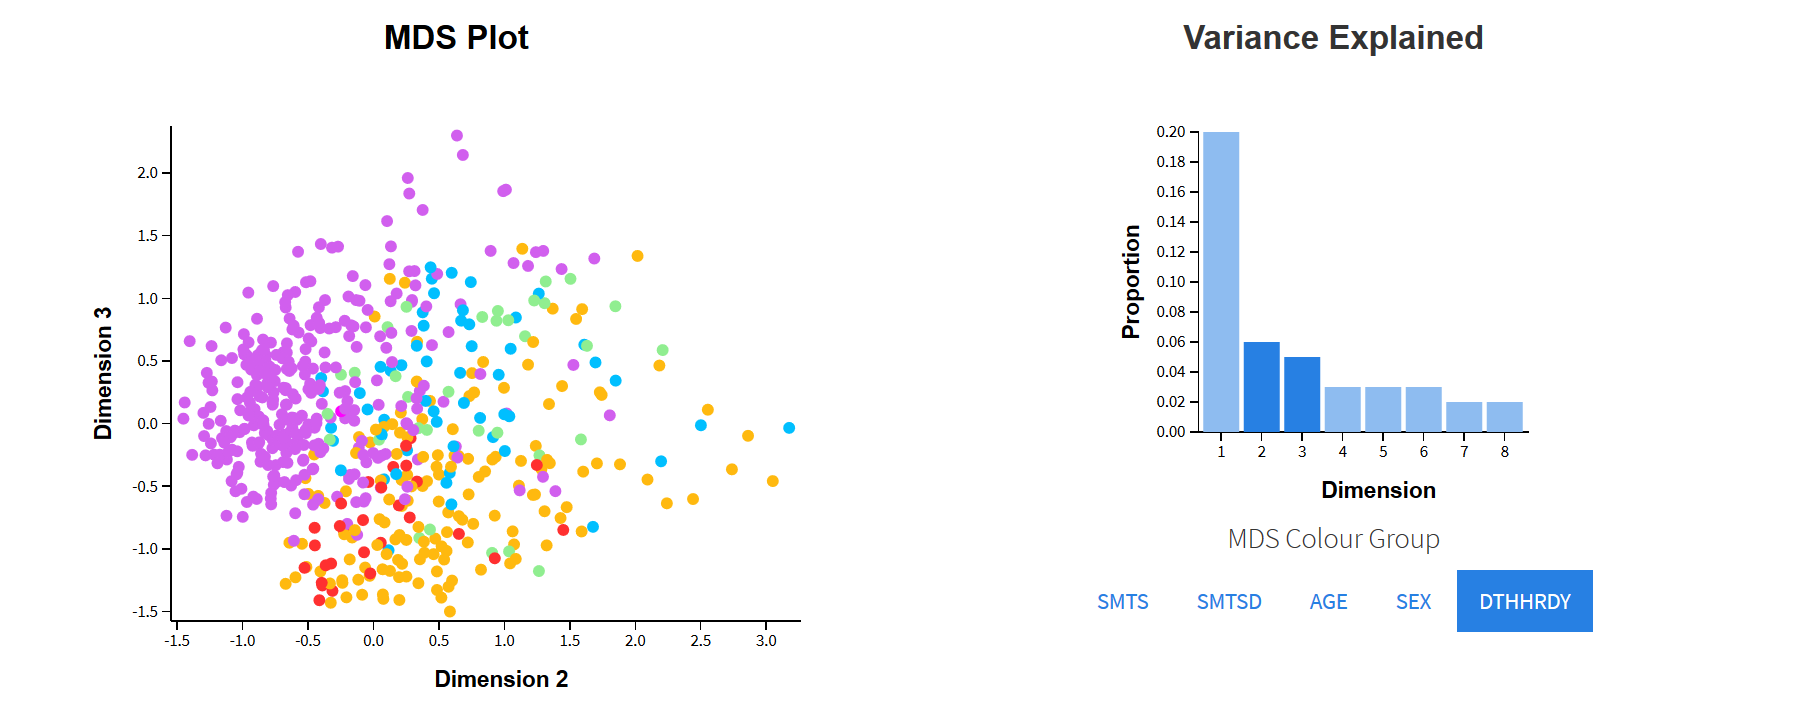 MDS Plot
Variance Explained
Dimension 3
2.0
1.5
1.0
0.5
0.0
-0.5
-1.0
-1.5
-1.5 -1.0 -0.5 0.0 0.5 1.0 1.5 2.0 2.5 3.0
Dimension 2
Proportion
0.20
0.18
0.16
0.14
0.12
0.10
0.08
0.06
0.04
0.02
0.00
1 2 3 4 5 6 7 8
Dimension
MDS Colour Group
SMTS SMTSD AGE SEX DTHHRDY